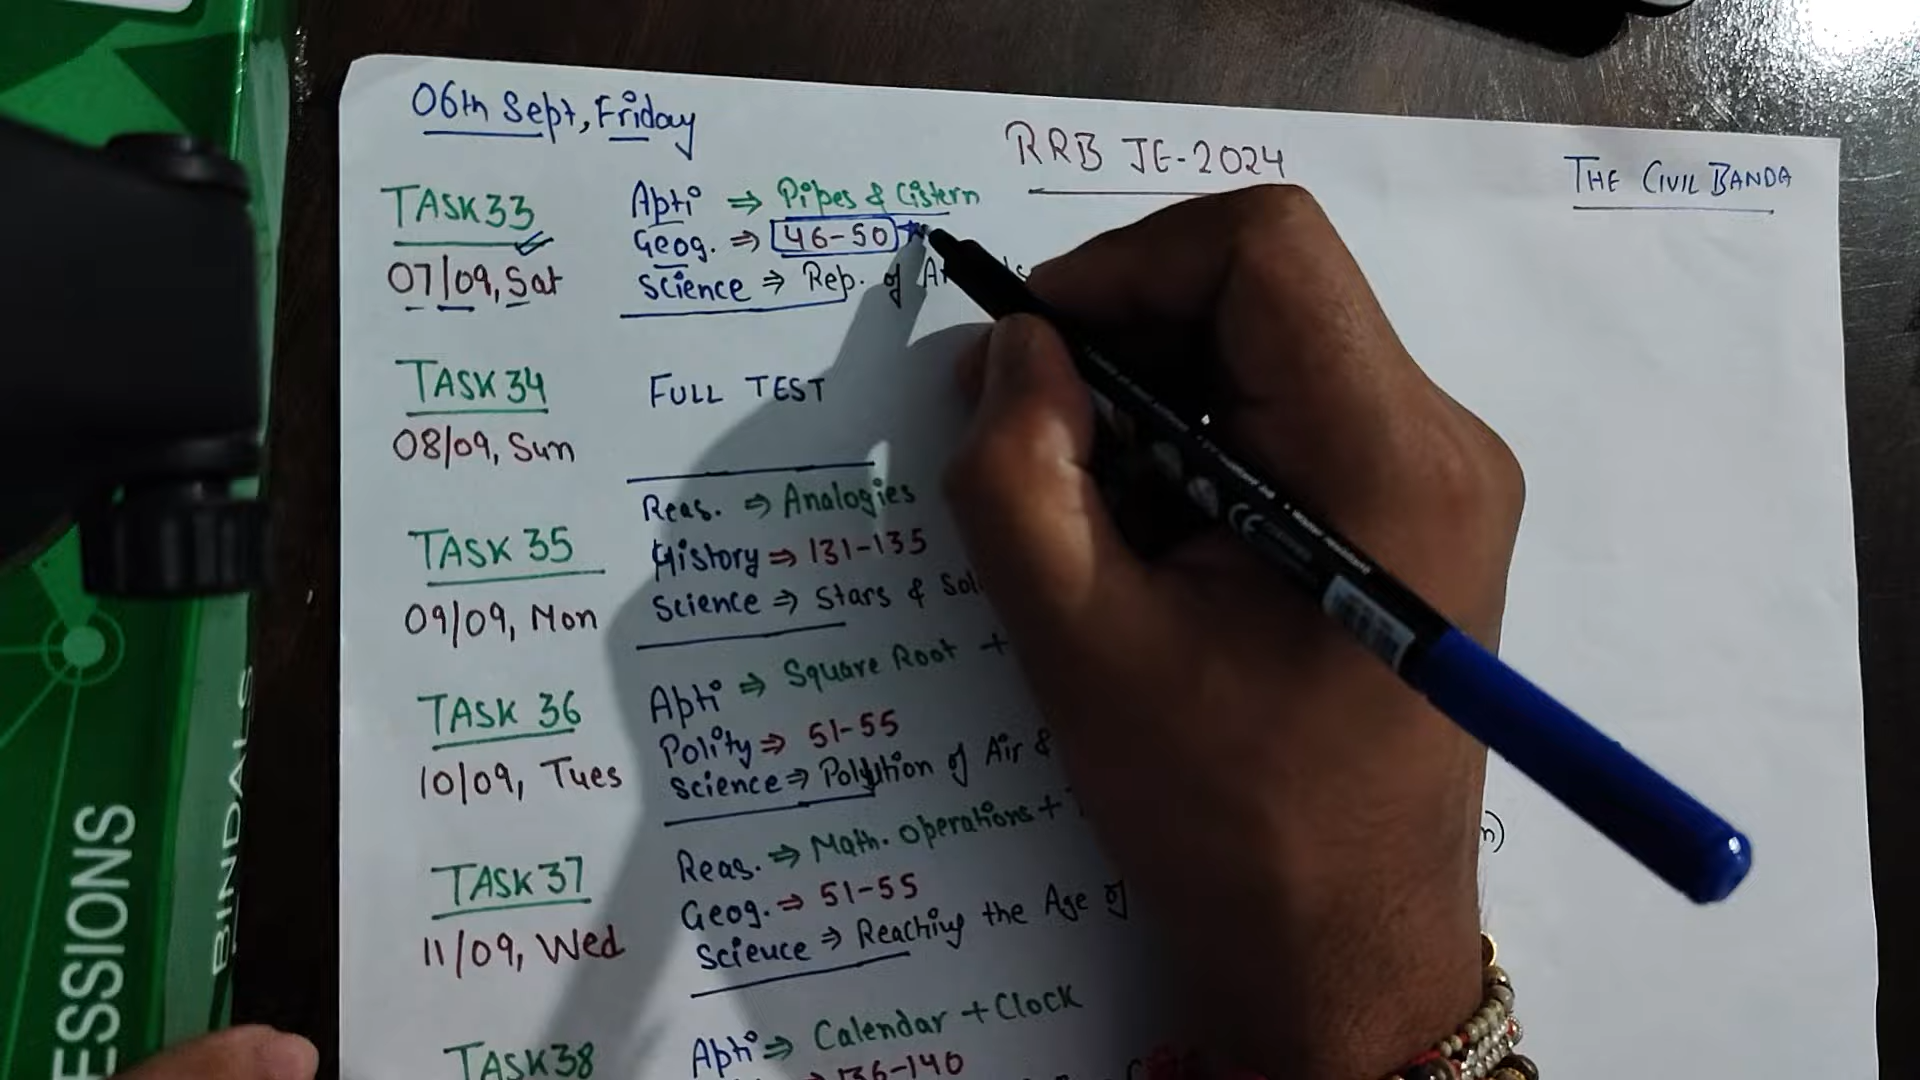 06th Sept, Friday
RRB JE-2024
THE CIVIL BANDA
TASK 33
07/09, Sat
Apti ⇒ Pipes & Cistern
Geog. ⇒ 46-50
Science ⇒ Rep. of
TASK 34
08/09, Sun
FULL TEST
TASK 35
09/09, Mon
Reas. ⇒ Analogies
History ⇒ 131-135
Science ⇒ Stars &
TASK 36
10/09, Tues
Apti ⇒ Square Root +
Polity ⇒ 51-55
Science ⇒ Pollution of Air &
TASK 37
11/09, Wed
Reas. ⇒ Math. Operations +
Geog. ⇒ 51-55
Science ⇒ Reaching the Age of
TASK 38
Apti ⇒ Calendar + Clock
⇒ 136-140
ESSIONS
BINDALS